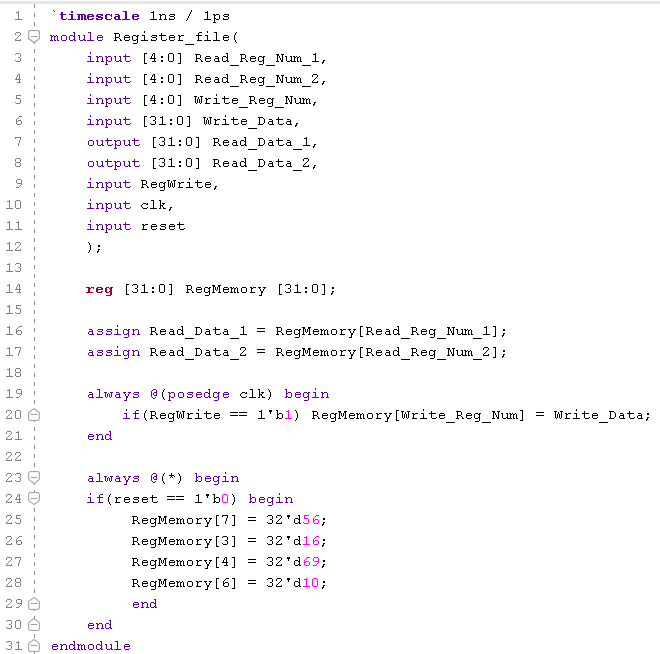 1 `timescale 1ns / 1ps
2 module Register_file(
3     input [4:0] Read_Reg_Num_1,
4     input [4:0] Read_Reg_Num_2,
5     input [4:0] Write_Reg_Num,
6     input [31:0] Write_Data,
7     output [31:0] Read_Data_1,
8     output [31:0] Read_Data_2,
9     input RegWrite,
10     input clk,
11     input reset
12     );
13
14     reg [31:0] RegMemory [31:0];
15
16     assign Read_Data_1 = RegMemory[Read_Reg_Num_1];
17     assign Read_Data_2 = RegMemory[Read_Reg_Num_2];
18
19     always @(posedge clk) begin
20         if(RegWrite == 1'b1) RegMemory[Write_Reg_Num] = Write_Data;
21     end
22
23     always @(*) begin
24     if(reset == 1'b0) begin
25          RegMemory[7] = 32'd56;
26          RegMemory[3] = 32'd16;
27          RegMemory[4] = 32'd69;
28          RegMemory[6] = 32'd10;
29          end
30     end
31 endmodule